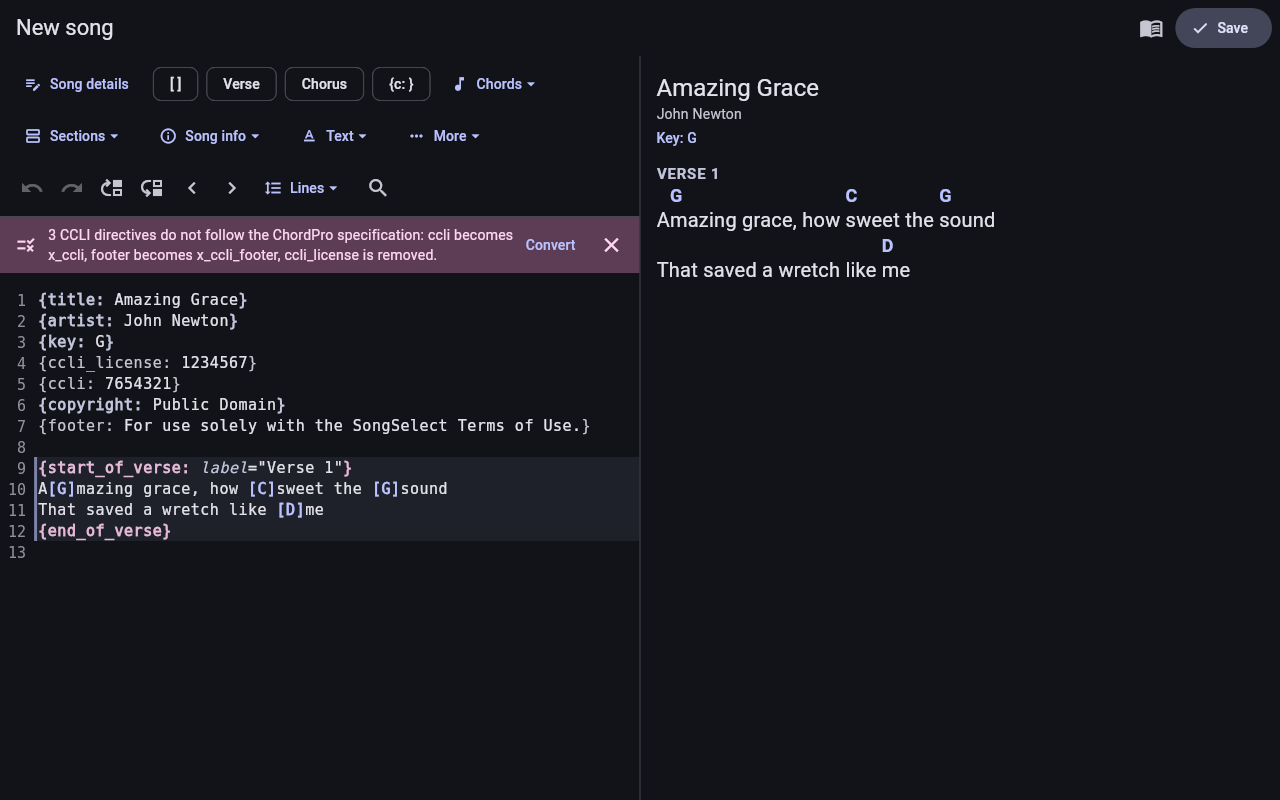 New song
Save
Song details
[ ]
Verse
Chorus
{c: }
Chords
Sections
Song info
Text
More
Lines
3 CCLI directives do not follow the ChordPro specification: ccli becomes
x_ccli, footer becomes x_ccli_footer, ccli_license is removed.
Convert
1 {title: Amazing Grace}
2 {artist: John Newton}
3 {key: G}
4 {ccli_license: 1234567}
5 {ccli: 7654321}
6 {copyright: Public Domain}
7 {footer: For use solely with the SongSelect Terms of Use.}
8
9 {start_of_verse: label="Verse 1"}
10 A[G]mazing grace, how [C]sweet the [G]sound
11 That saved a wretch like [D]me
12 {end_of_verse}
13
Amazing Grace
John Newton
Key: G
VERSE 1
G C G
Amazing grace, how sweet the sound
D
That saved a wretch like me